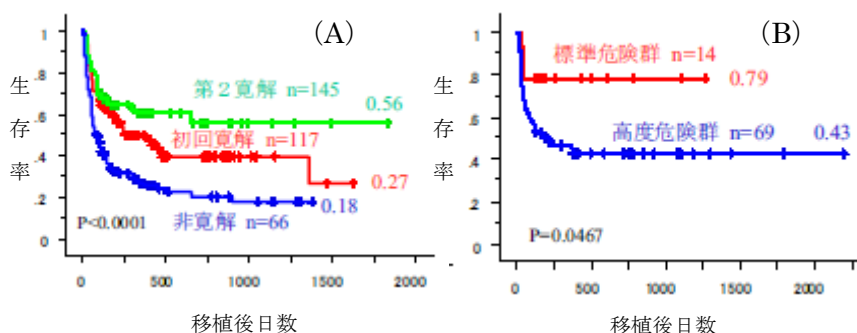 (A)
生存率
1
.8
.6
.4
.2
0
第2寛解 n=145
0.56
初回寛解 n=117
0.27
非寛解 n=66
0.18
P<0.0001
0 500 1000 1500 2000
移植後日数
(B)
生存率
1
.8
.6
.4
.2
0
標準危険群 n=14
0.79
高度危険群 n=69
0.43
P=0.0467
0 500 1000 1500 2000
移植後日数